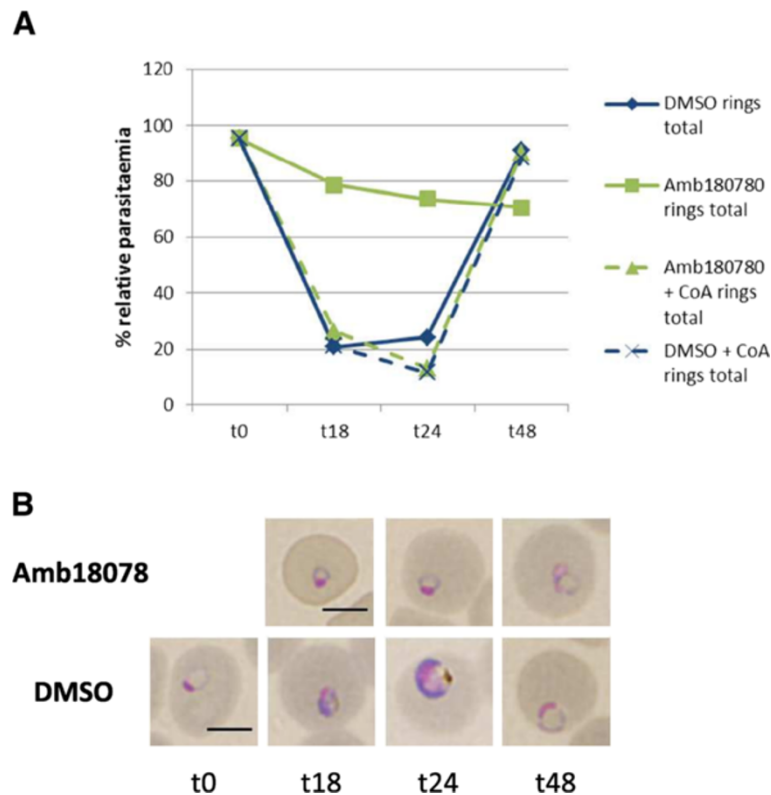 A
120
100
80
60
40
20
0
% relative parasitaemia
t0 t18 t24 t48
DMSO rings
total
Amb180780
rings total
Amb180780
+ CoA rings
total
DMSO + CoA
rings total
B
Amb18078
DMSO
t0 t18 t24 t48